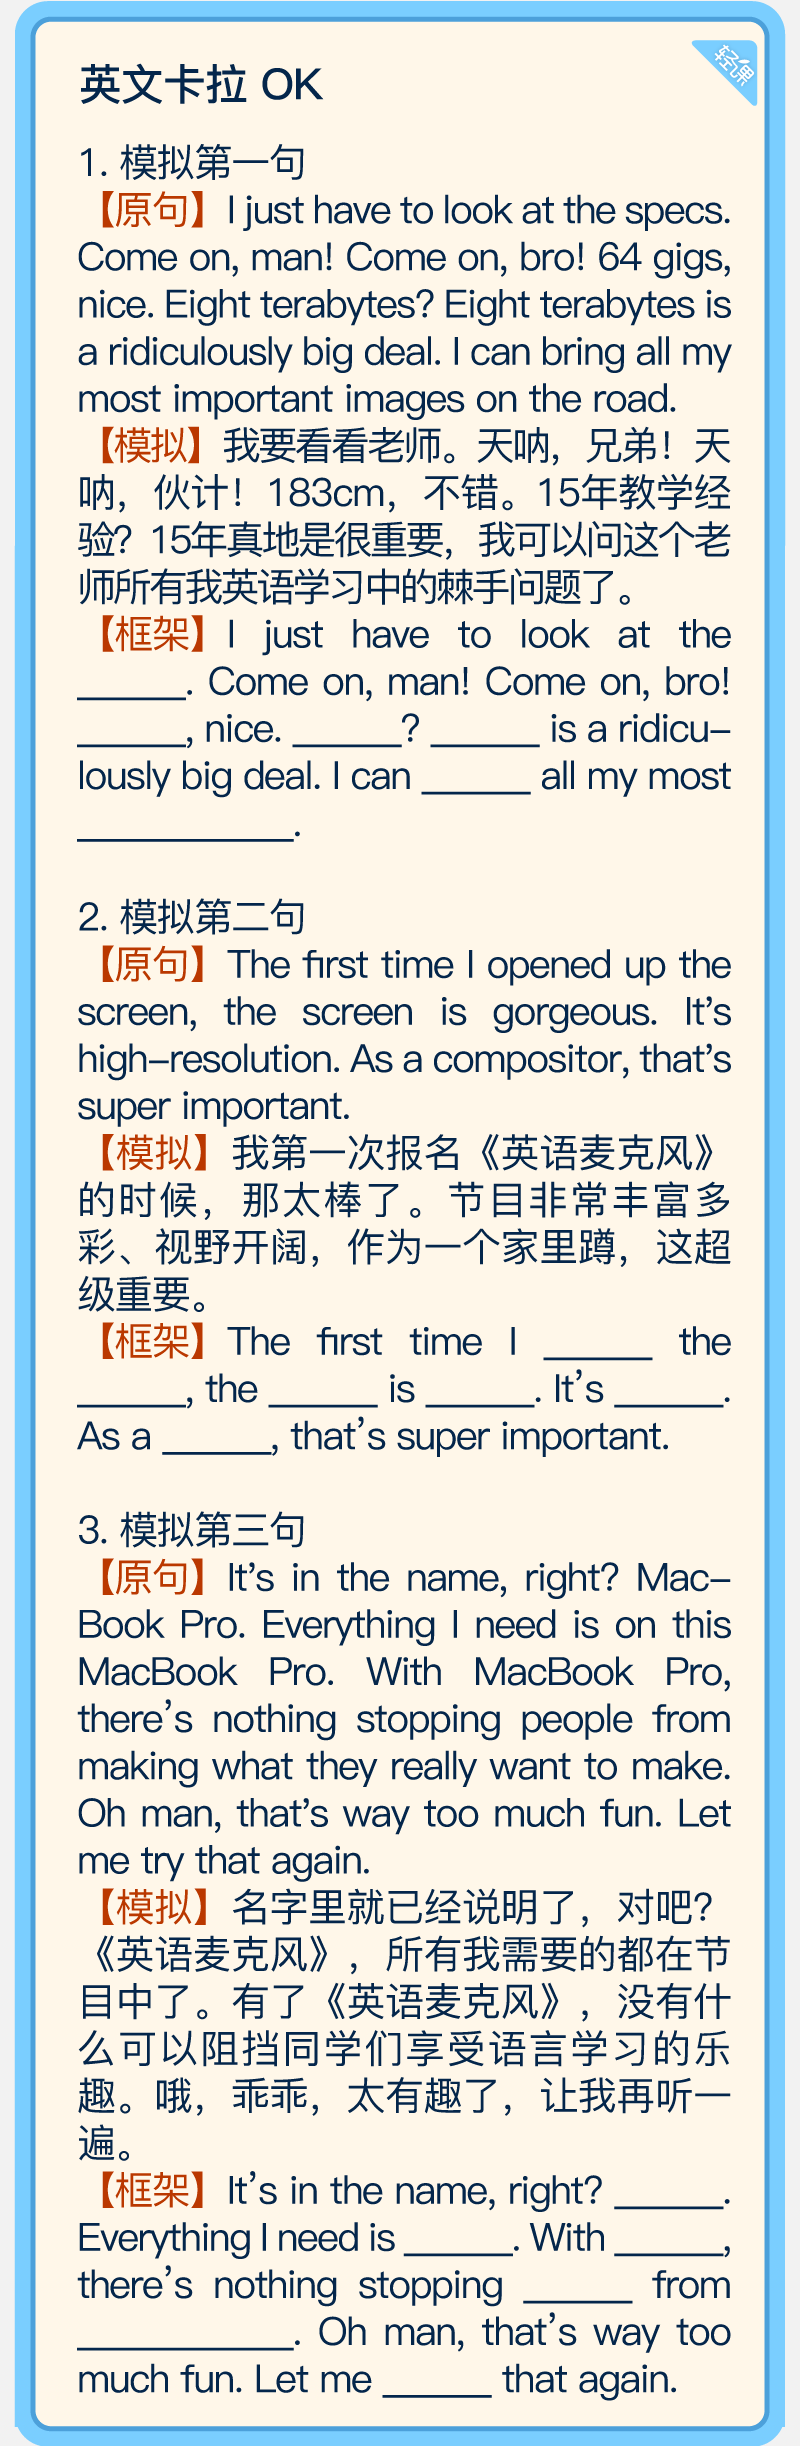 轻课
英文卡拉 OK
1. 模拟第一句
【原句】I just have to look at the specs.
Come on, man! Come on, bro! 64 gigs,
nice. Eight terabytes? Eight terabytes is
a ridiculously big deal. I can bring all my
most important images on the road.
【模拟】我要看看老师。天呐，兄弟！天
呐，伙计！183cm，不错。15年教学经
验？15年真地是很重要，我可以问这个老
师所有我英语学习中的棘手问题了。
【框架】I just have to look at the
______. Come on, man! Come on, bro!
______, nice. ______? ______ is a ridicu-
lously big deal. I can ______ all my most
____________.
2. 模拟第二句
【原句】The first time I opened up the
screen, the screen is gorgeous. It's
high-resolution. As a compositor, that's
super important.
【模拟】我第一次报名《英语麦克风》
的时候，那太棒了。节目非常丰富多
彩、视野开阔，作为一个家里蹲，这超
级重要。
【框架】The first time I ______ the
______, the ______ is ______. It's ______.
As a ______, that's super important.
3. 模拟第三句
【原句】It's in the name, right? Mac-
Book Pro. Everything I need is on this
MacBook Pro. With MacBook Pro,
there's nothing stopping people from
making what they really want to make.
Oh man, that's way too much fun. Let
me try that again.
【模拟】名字里就已经说明了，对吧？
《英语麦克风》，所有我需要的都在节
目中了。有了《英语麦克风》，没有什
么可以阻挡同学们享受语言学习的乐
趣。哦，乖乖，太有趣了，让我再听一
遍。
【框架】It's in the name, right? ______.
Everything I need is ______. With ______,
there's nothing stopping ______ from
____________. Oh man, that's way too
much fun. Let me ______ that again.